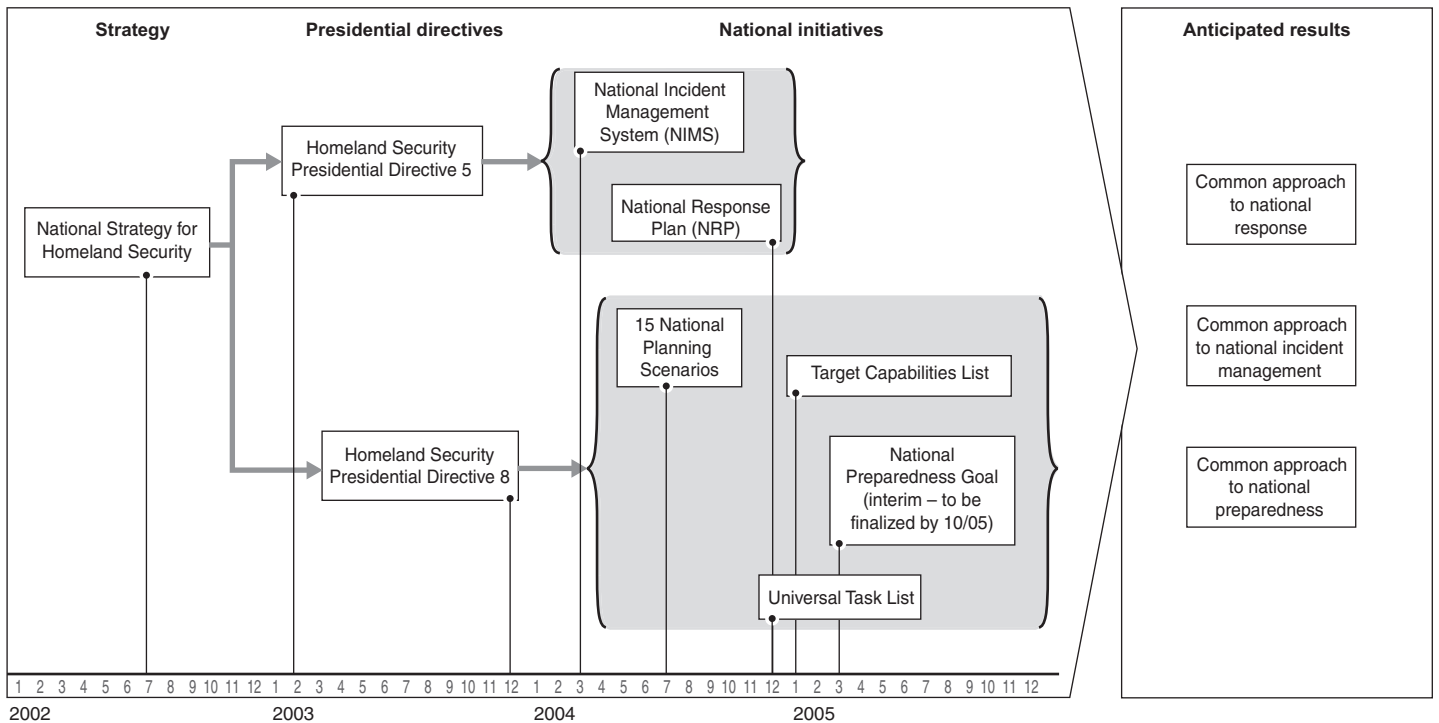 Strategy
Presidential directives
National initiatives
Anticipated results
National Strategy for
Homeland Security
Homeland Security
Presidential Directive 5
Homeland Security
Presidential Directive 8
National Incident
Management
System (NIMS)
National Response
Plan (NRP)
15 National
Planning
Scenarios
Target Capabilities List
National
Preparedness Goal
(interim – to be
finalized by 10/05)
Universal Task List
Common approach
to national
response
Common approach
to national incident
management
Common approach
to national
preparedness
1 2 3 4 5 6 7 8 9 10 11 12 1 2 3 4 5 6 7 8 9 10 11 12 1 2 3 4 5 6 7 8 9 10 11 12 1 2 3 4 5 6 7 8 9 10 11 12
2002 2003 2004 2005